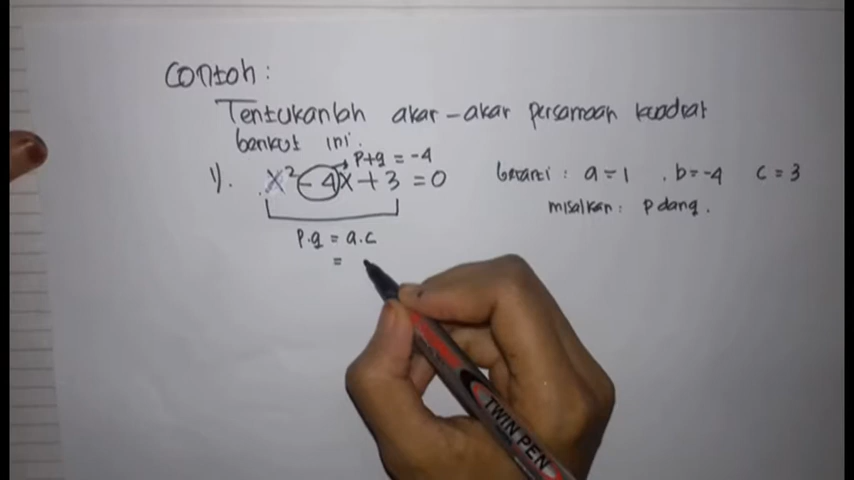 Contoh :
Tentukanlah akar - akar persamaan kuadrat
berikut ini.
p+q = -4
1). x² - 4x + 3 = 0
berarti : a = 1 , b = -4 c = 3
misalkan : p dan q .
p.q = a.c
=
TWIN PEN